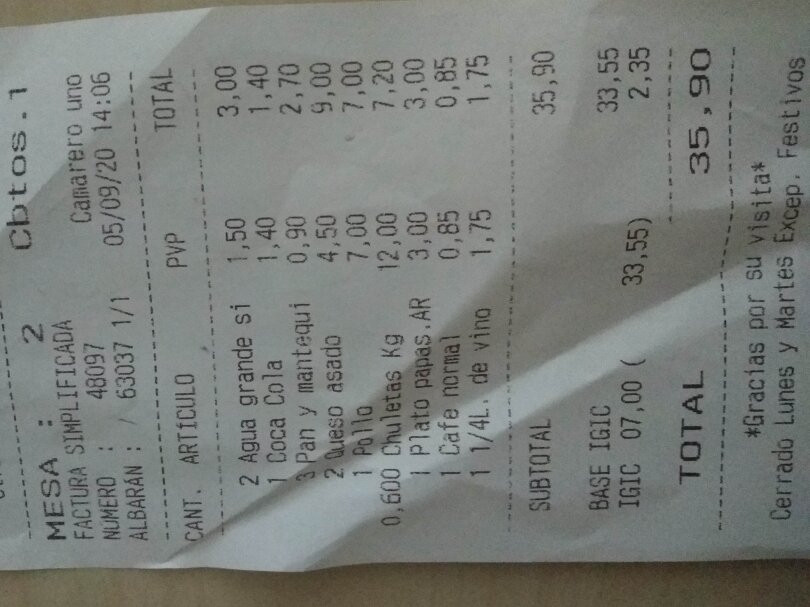 MESA : 2 Cbtos.1
FACTURA SIMPLIFICADA
NUMERO : 48097 Camarero uno
ALBARÁN : / 63037 1/1 05/09/20 14:06
CANT. ARTÍCULO PVP TOTAL
2 Agua grande si 1,50 3,00
1 Coca Cola 1,40 1,40
3 Pan y mantequi 0,90 2,70
2 Queso asado 4,50 9,00
1 Pollo 7,00 7,00
0,600 Chuletas Kg 12,00 7,20
1 Plato papas.AR 3,00 3,00
1 Cafe normal 0,85 0,85
1 1/4L. de vino 1,75 1,75
SUBTOTAL 35,90
BASE IGIC 33,55
IGIC 07,00 ( 33,55) 2,35
TOTAL 35,90
*Gracias por su visita*
Cerrado Lunes y Martes Excep. Festivos